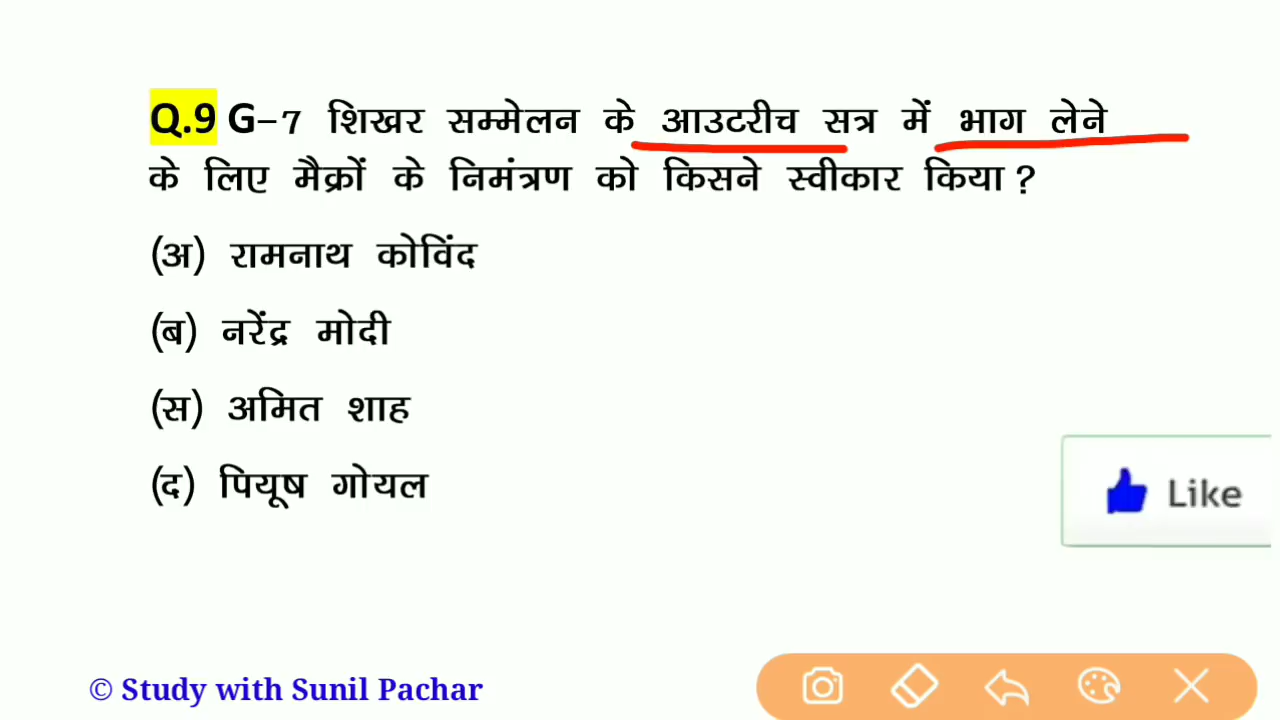 Q.9 G-7 शिखर सम्मेलन के आउटरीच सत्र में भाग लेने
के लिए मैक्रों के निमंत्रण को किसने स्वीकार किया ?
(अ) रामनाथ कोविंद
(ब) नरेंद्र मोदी
(स) अमित शाह
(द) पियूष गोयल
Like
© Study with Sunil Pachar